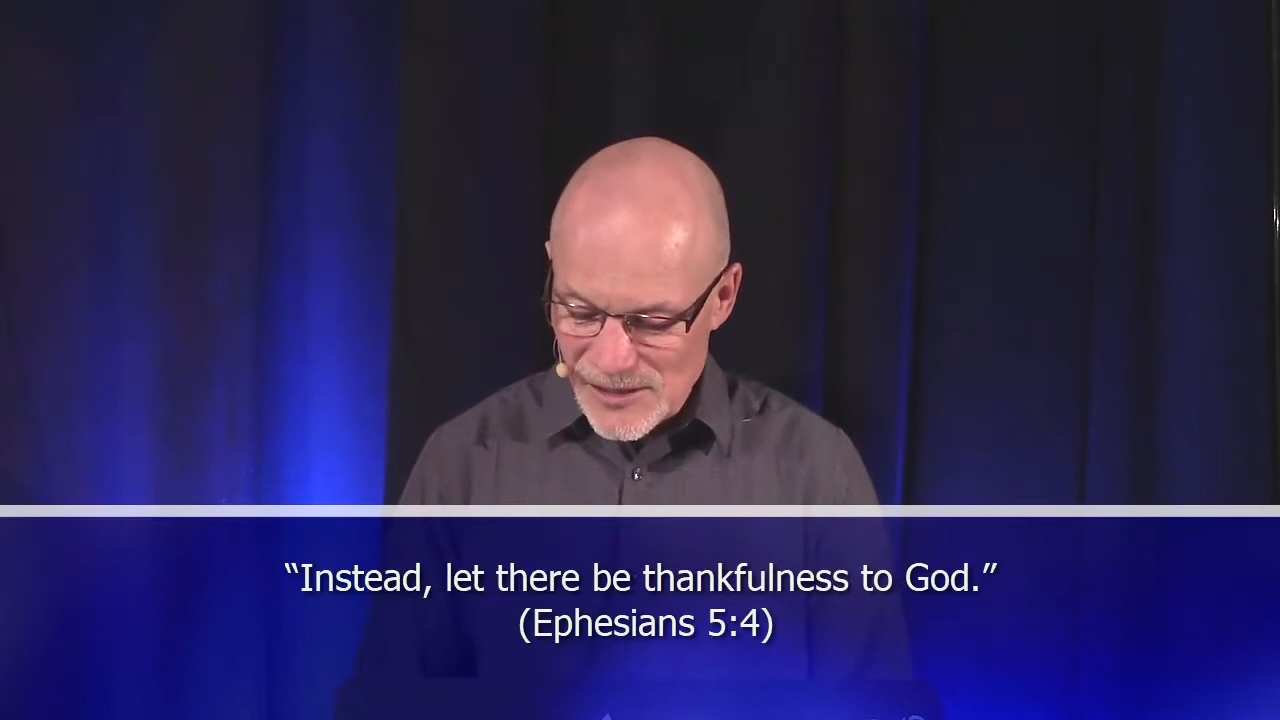 “Instead, let there be thankfulness to God.”
(Ephesians 5:4)